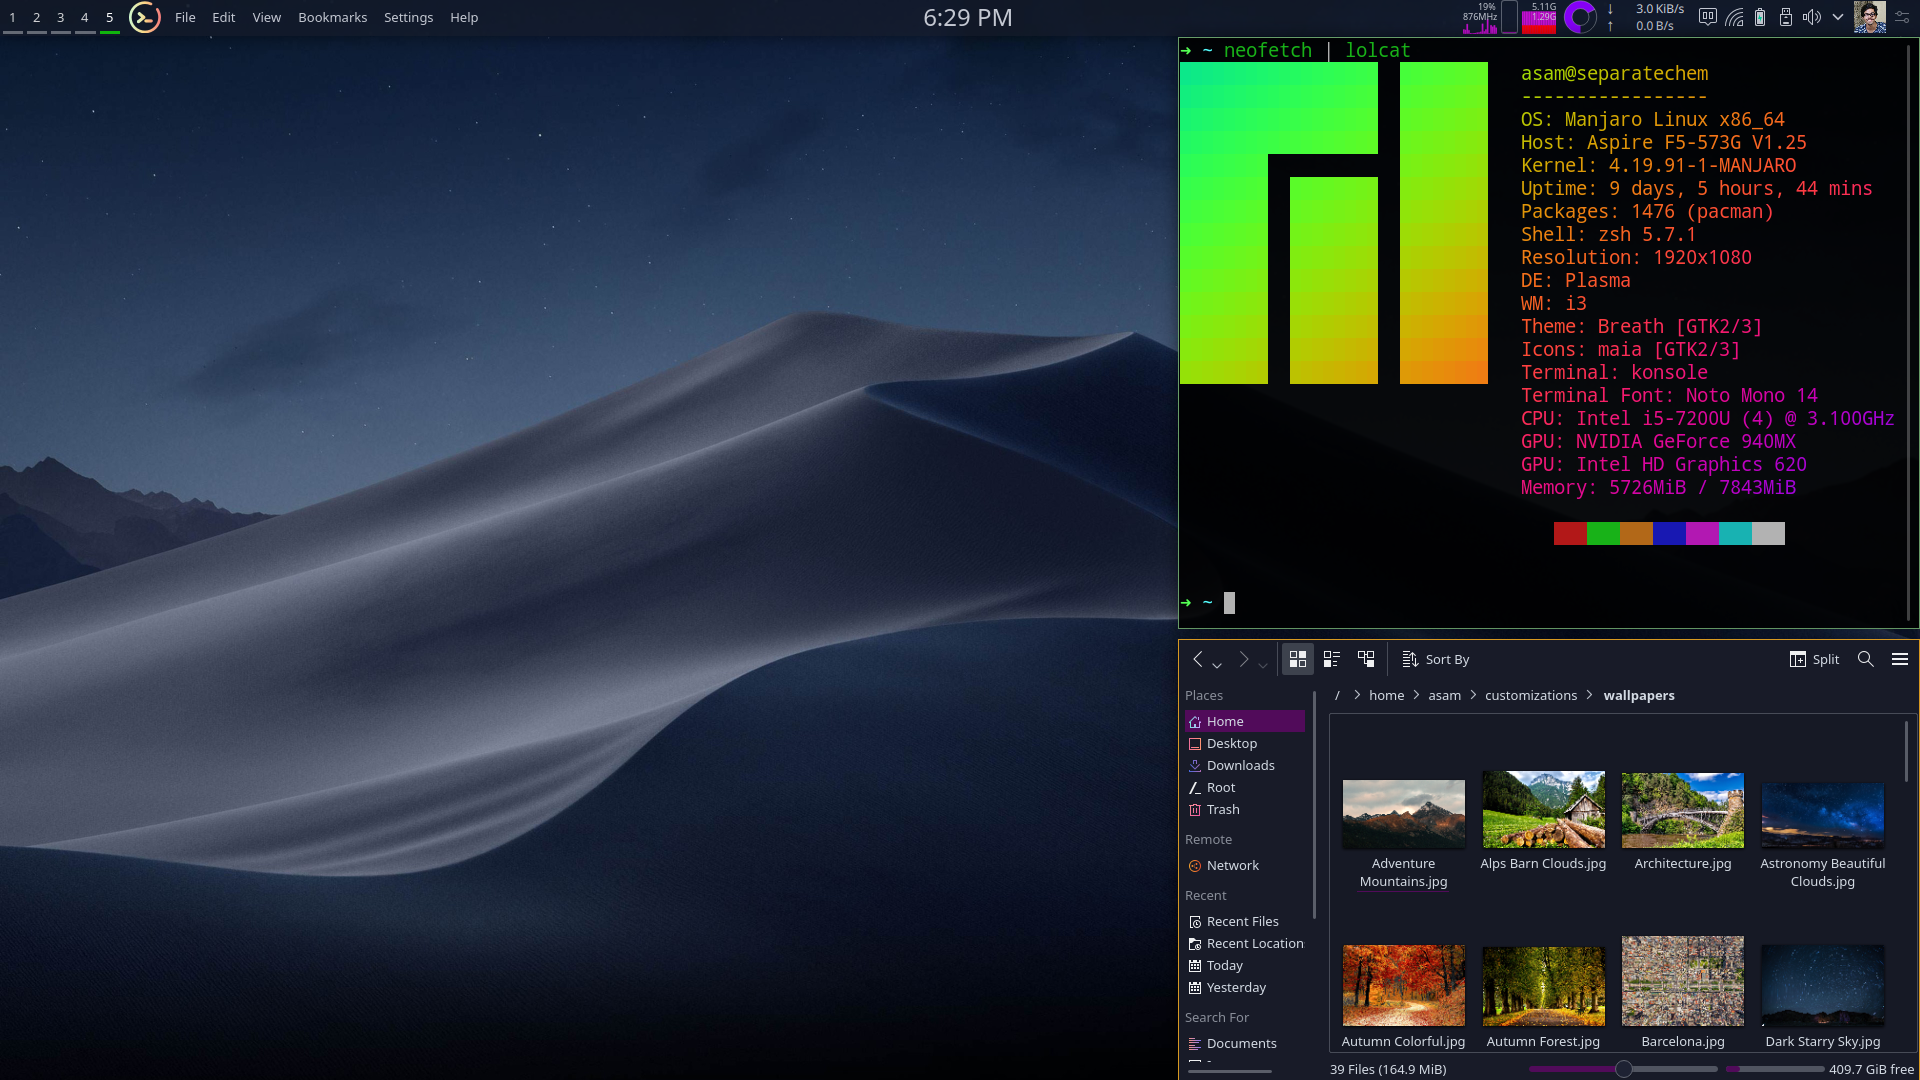 1 2 3 4 5 File Edit View Bookmarks Settings Help
6:29 PM
19%
876MHz
5.11G
1.29G
3.0 KiB/s
0.0 B/s
➜ ~ neofetch | lolcat
asam@separatechem
-----------------
OS: Manjaro Linux x86_64
Host: Aspire F5-573G V1.25
Kernel: 4.19.91-1-MANJARO
Uptime: 9 days, 5 hours, 44 mins
Packages: 1476 (pacman)
Shell: zsh 5.7.1
Resolution: 1920x1080
DE: Plasma
WM: i3
Theme: Breath [GTK2/3]
Icons: maia [GTK2/3]
Terminal: konsole
Terminal Font: Noto Mono 14
CPU: Intel i5-7200U (4) @ 3.100GHz
GPU: NVIDIA GeForce 940MX
GPU: Intel HD Graphics 620
Memory: 5726MiB / 7843MiB
➜ ~
Sort By
Split
Places
Home
Desktop
Downloads
Root
Trash
Remote
Network
Recent
Recent Files
Recent Location
Today
Yesterday
Search For
Documents
/ > home > asam > customizations > wallpapers
Adventure
Mountains.jpg
Alps Barn Clouds.jpg
Architecture.jpg
Astronomy Beautiful
Clouds.jpg
Autumn Colorful.jpg
Autumn Forest.jpg
Barcelona.jpg
Dark Starry Sky.jpg
39 Files (164.9 MiB)
409.7 GiB free